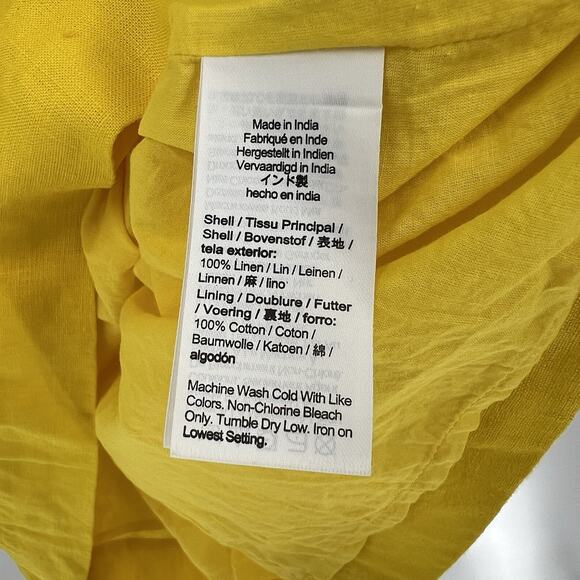 Made in India
Fabriqué en Inde
Hergestellt in Indien
Vervaardigd in India
インド製
hecho en india
Shell / Tissu Principal /
Shell / Bovenstof / 表地 /
tela exterior:
100% Linen / Lin / Leinen /
Linnen / 麻 / lino
Lining / Doublure / Futter
/ Voering / 裏地 / forro:
100% Cotton / Coton /
Baumwolle / Katoen / 綿 /
algodón
Machine Wash Cold With Like
Colors. Non-Chlorine Bleach
Only. Tumble Dry Low. Iron on
Lowest Setting.